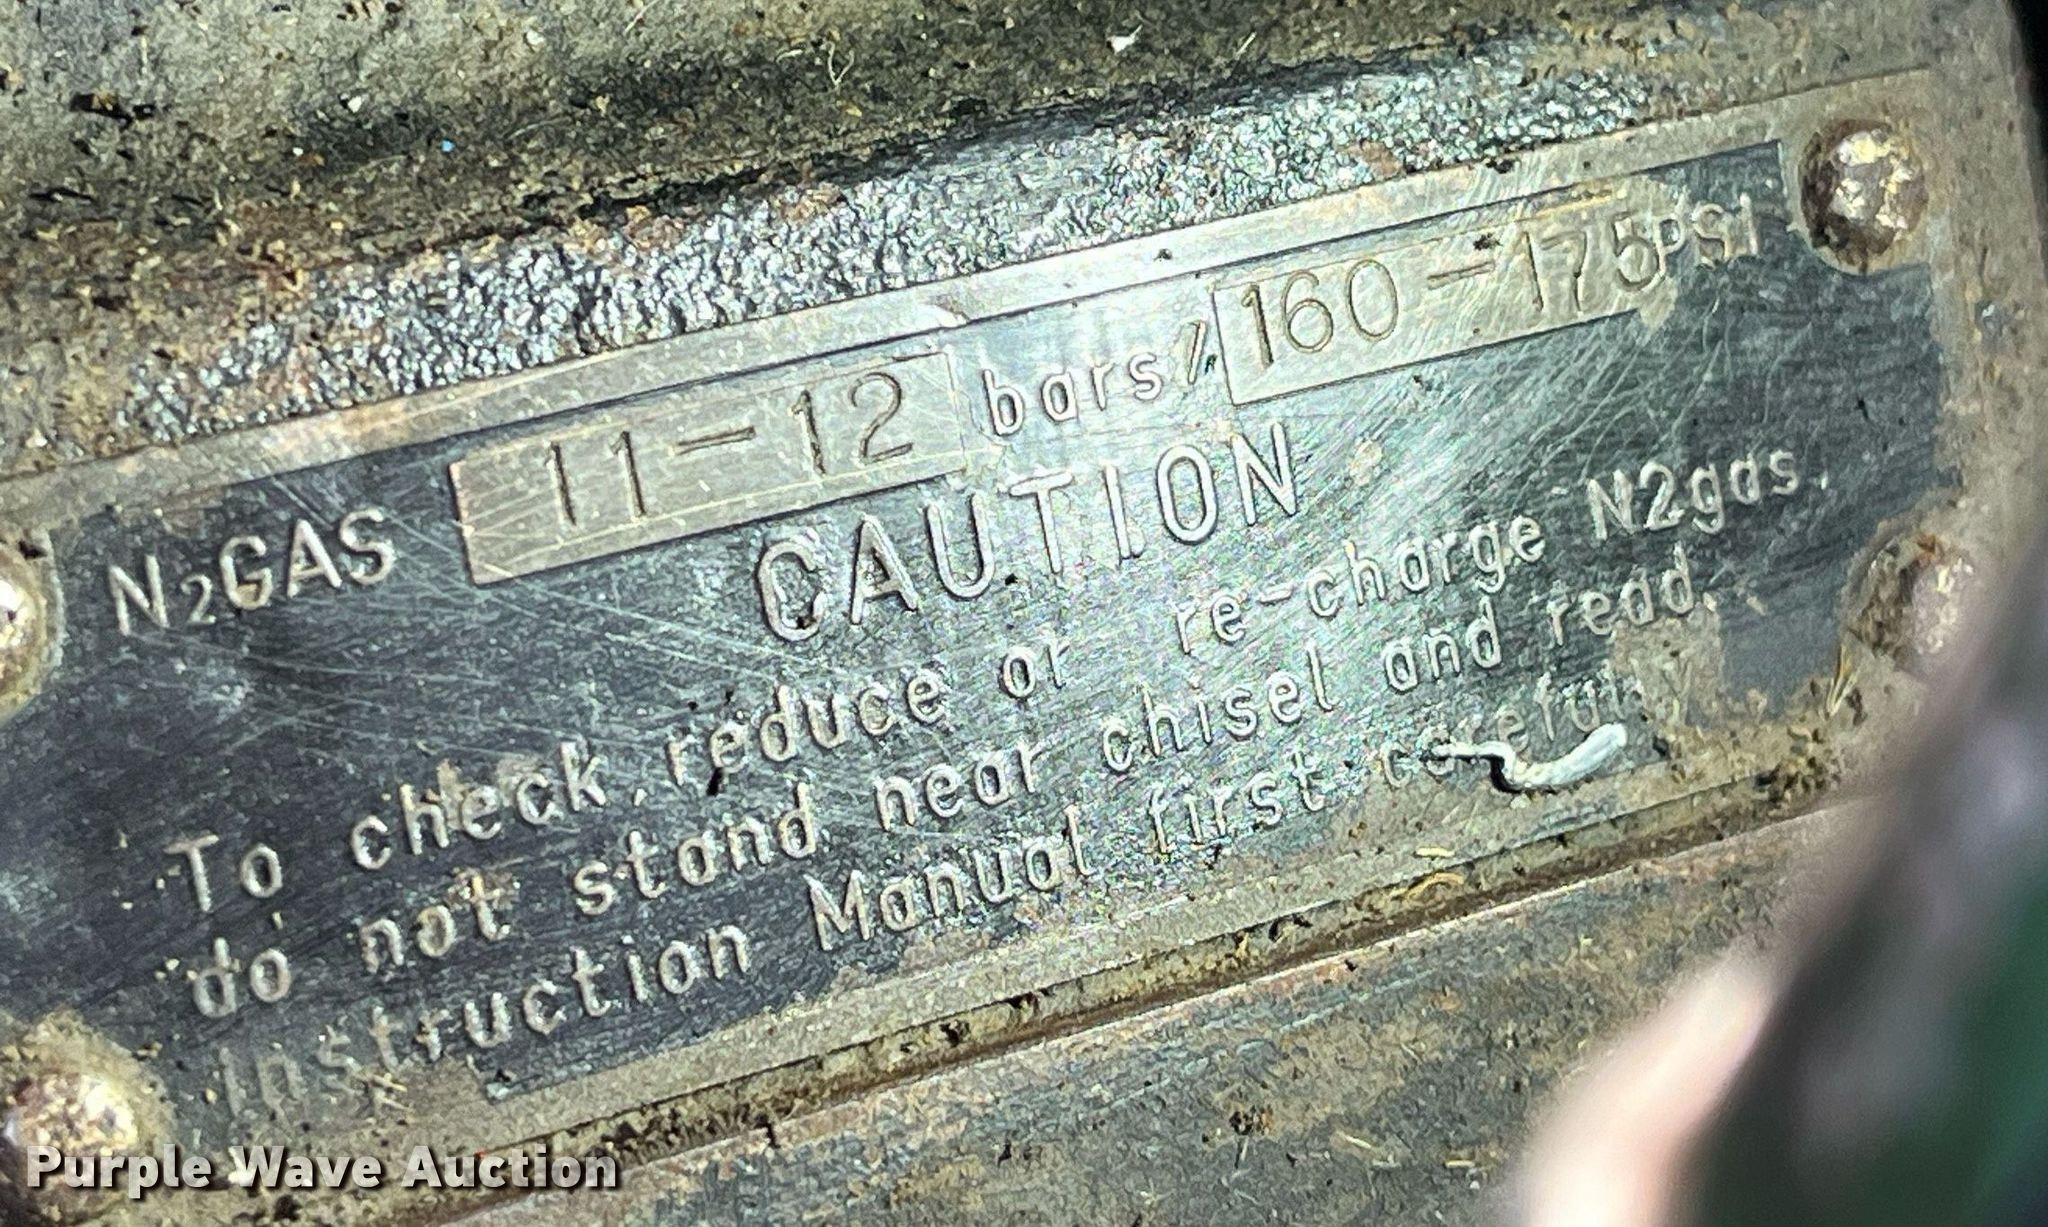 N₂GAS 11-12 bars/ 160-175PSI
CAUTION
To check, reduce or re-charge N2gas.
do not stand near chisel and read
Instruction Manual first carefully.
Purple Wave Auction